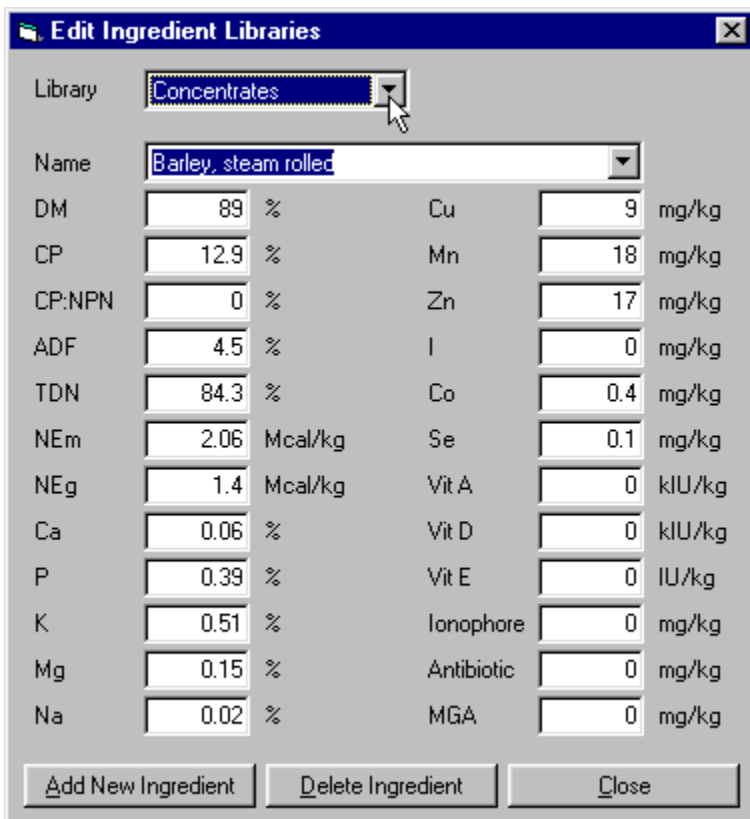 Edit Ingredient Libraries
Library Concentrates
Name Barley, steam rolled
DM 89 % Cu 9 mg/kg
CP 12.9 % Mn 18 mg/kg
CP:NPN 0 % Zn 17 mg/kg
ADF 4.5 % I 0 mg/kg
TDN 84.3 % Co 0.4 mg/kg
NEm 2.06 Mcal/kg Se 0.1 mg/kg
NEg 1.4 Mcal/kg Vit A 0 kIU/kg
Ca 0.06 % Vit D 0 kIU/kg
P 0.39 % Vit E 0 IU/kg
K 0.51 % Ionophore 0 mg/kg
Mg 0.15 % Antibiotic 0 mg/kg
Na 0.02 % MGA 0 mg/kg
Add New Ingredient Delete Ingredient Close